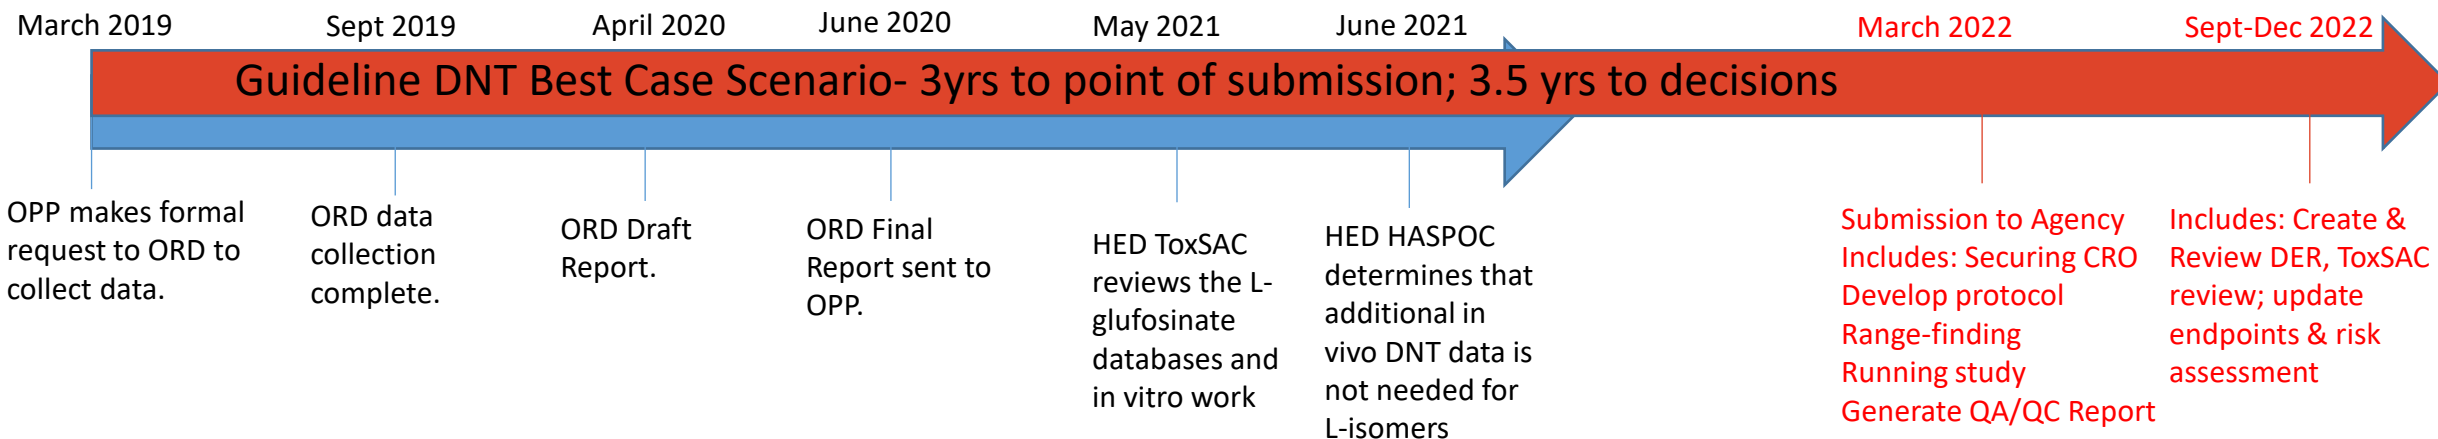 March 2019
Sept 2019
April 2020
June 2020
May 2021
June 2021
March 2022
Sept-Dec 2022
Guideline DNT Best Case Scenario- 3yrs to point of submission; 3.5 yrs to decisions
OPP makes formal
request to ORD to
collect data.
ORD data
collection
complete.
ORD Draft
Report.
ORD Final
Report sent to
OPP.
HED ToxSAC
reviews the L-
glufosinate
databases and
in vitro work
HED HASPOC
determines that
additional in
vivo DNT data is
not needed for
L-isomers
Submission to Agency
Includes: Securing CRO
Develop protocol
Range-finding
Running study
Generate QA/QC Report
Includes: Create &
Review DER, ToxSAC
review; update
endpoints & risk
assessment